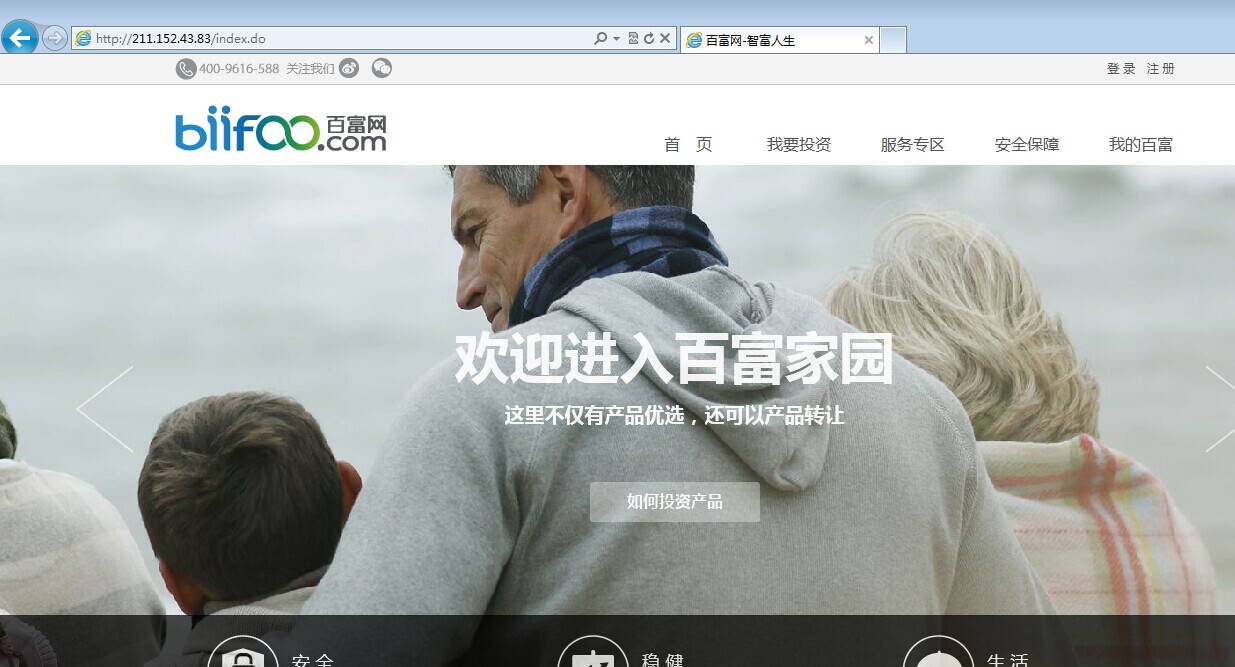 http://211.152.43.83/index.do
百富网-智富人生
400-9616-588 关注我们
登录 注册
biifoo.com 百富网
首 页 我要投资 服务专区 安全保障 我的百富
欢迎进入百富家园
这里不仅有产品优选，还可以产品转让
如何投资产品
安全 稳健 生活